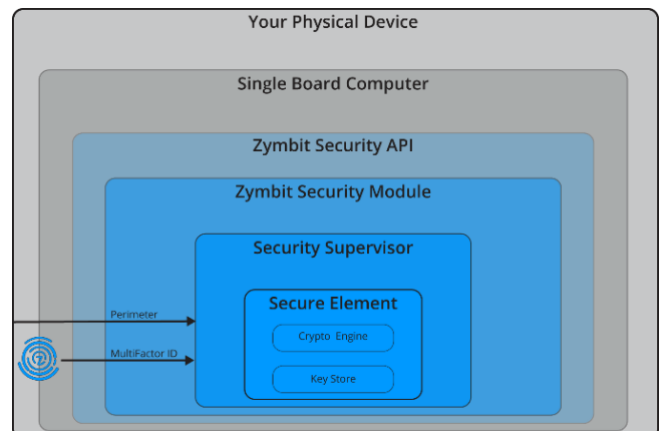 Your Physical Device
Single Board Computer
Zymbit Security API
Zymbit Security Module
Security Supervisor
Secure Element
Perimeter
Crypto Engine
MultiFactor ID
Key Store